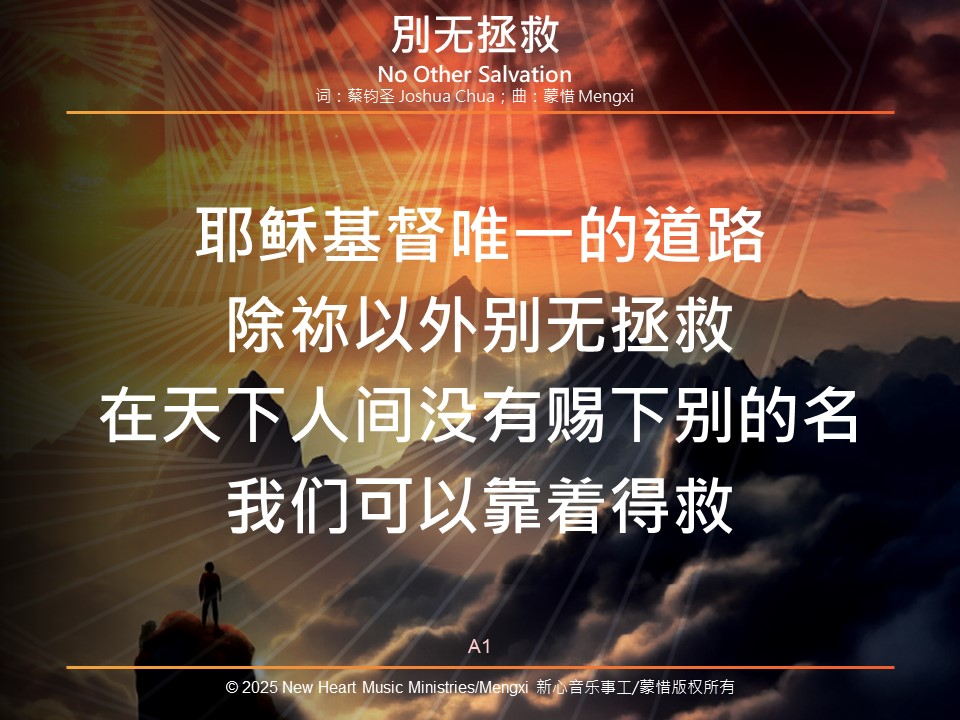 別无拯救
No Other Salvation
词：蔡钧圣 Joshua Chua；曲：蒙惜 Mengxi
耶稣基督唯一的道路
除祢以外别无拯救
在天下人间没有赐下别的名
我们可以靠着得救
A1
© 2025 New Heart Music Ministries/Mengxi 新心音乐事工/蒙惜版权所有